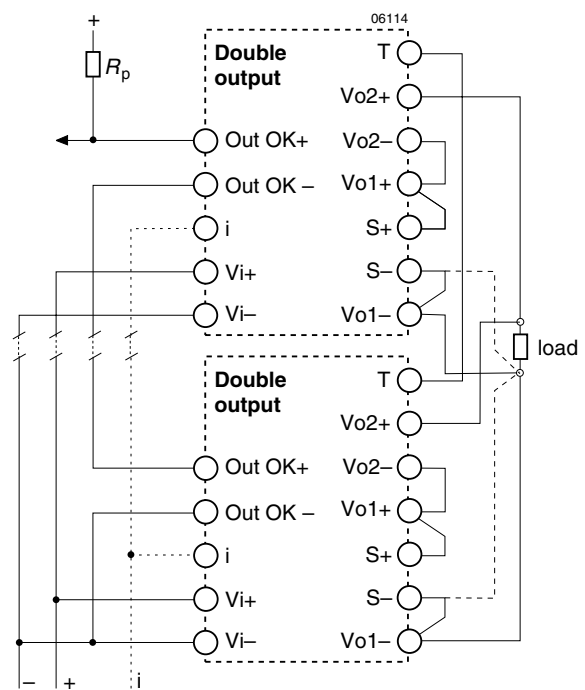 06114
+
Rp
Double
output
T
Vo2+
Out OK+
Vo2–
Out OK –
Vo1+
i
S+
Vi+
S–
Vi–
Vo1–
load
Double
output
T
Vo2+
Out OK+
Vo2–
Out OK –
Vo1+
i
S+
Vi+
S–
Vi–
Vo1–
– + i